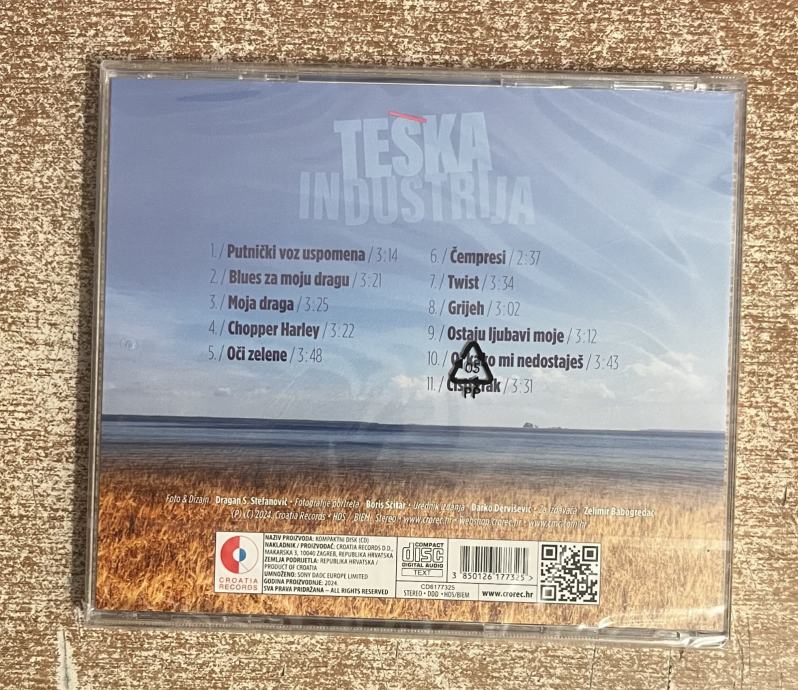 TEŠKA
INDUSTRIJA
1./ Putnički voz uspomena / 3:14
2./ Blues za moju dragu / 3:21
3./ Moja draga / 3:25
4./ Chopper Harley / 3:22
5./ Oči zelene / 3:48
6./ Čempresi / 2:37
7./ Twist / 3:34
8./ Grijeh / 3:02
9./ Ostaju ljubavi moje / 3:12
10./ mi nedostaješ / 3:43
11./ / 3:31
05
PP
Foto & Dizajn: Dragan S. Stefanović • Fotografije portreta: Boris Ščitar • Urednik izdanja: Darko Derviševic • Za izdavača: Želimir Babogredac
(P) (C) 2024. Croatia Records • HDS / BIEM, Stereo • www.crorec.hr • webshop.crorec.hr •
CROATIA
RECORDS
NAZIV PROIZVODA: KOMPAKTNI DISK (CD)
NAKLADNIK / PROIZVOĐAČ: CROATIA RECORDS D.D.,
MAKARSKA 3, 10040 ZAGREB, REPUBLIKA HRVATSKA
ZEMLJA PODRIJETLA: REPUBLIKA HRVATSKA /
PRODUCT OF CROATIA
UMNOŽENO: SONY DADC EUROPE LIMITED
GODINA PROIZVODNJE: 2024.
SVA PRAVA PRIDRŽANA – ALL RIGHTS RESERVED
COMPACT
disc
DIGITAL AUDIO
TEXT
CD6177325
STEREO • DDD • HDS/BIEM
3 850126 177325 >
www.crorec.hr